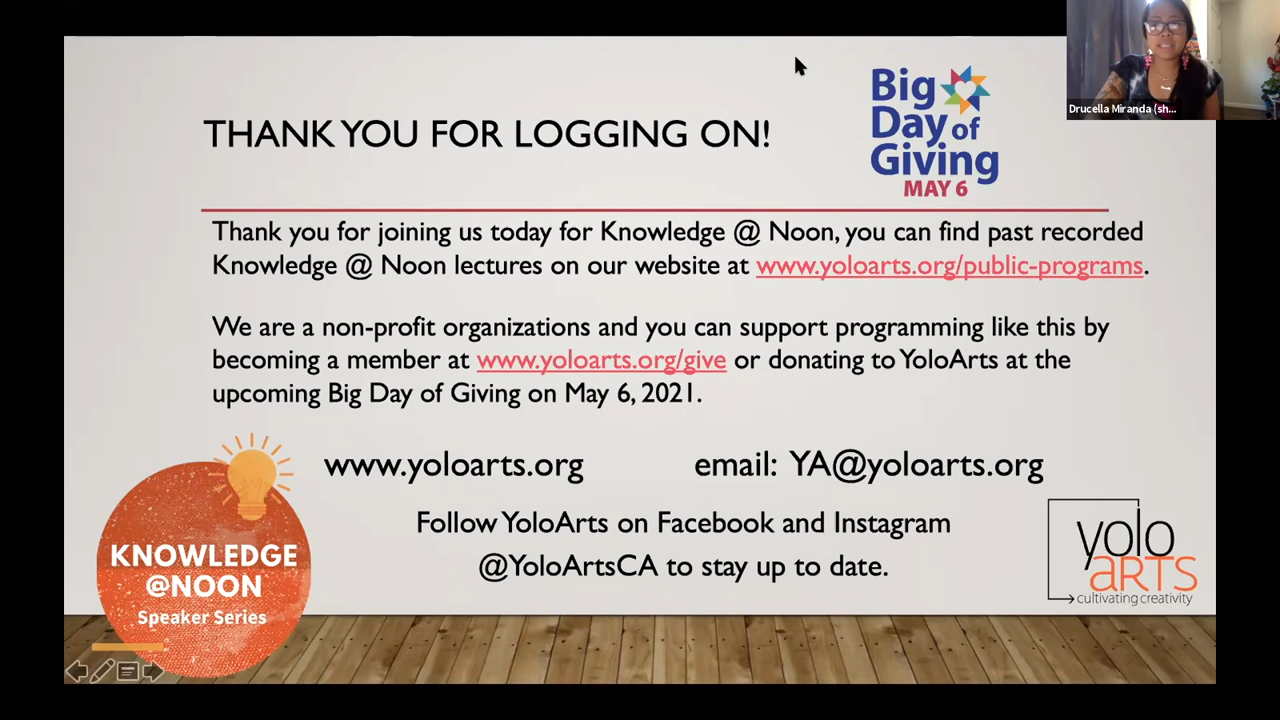 Drucella Miranda (sh...
Big
Day of
Giving
MAY 6
THANK YOU FOR LOGGING ON!
Thank you for joining us today for Knowledge @ Noon, you can find past recorded
Knowledge @ Noon lectures on our website at www.yoloarts.org/public-programs.
We are a non-profit organizations and you can support programming like this by
becoming a member at www.yoloarts.org/give or donating to YoloArts at the
upcoming Big Day of Giving on May 6, 2021.
www.yoloarts.org email: YA@yoloarts.org
Follow YoloArts on Facebook and Instagram
@YoloArtsCA to stay up to date.
KNOWLEDGE
@NOON
Speaker Series
yolo
aRTS
cultivating creativity